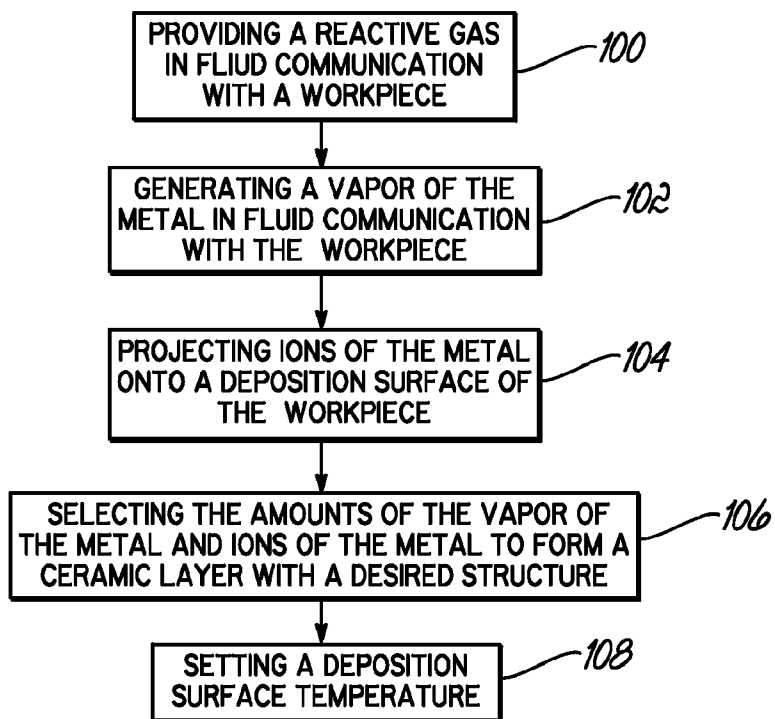 PROVIDING A REACTIVE GAS
IN FLIUD COMMUNICATION
WITH A WORKPIECE
100
GENERATING A VAPOR OF THE
METAL IN FLUID COMMUNICATION
WITH THE WORKPIECE
102
PROJECTING IONS OF THE METAL
ONTO A DEPOSITION SURFACE OF
THE WORKPIECE
104
SELECTING THE AMOUNTS OF THE VAPOR OF
THE METAL AND IONS OF THE METAL TO FORM A
CERAMIC LAYER WITH A DESIRED STRUCTURE
106
SETTING A DEPOSITION
SURFACE TEMPERATURE
108